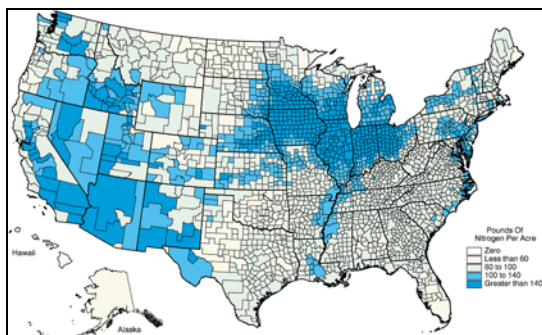 Hawaii
Alaska
Pounds Of
Nitrogen Per Acre
Zero
Less than 60
60 to 100
100 to 140
Greater than 140